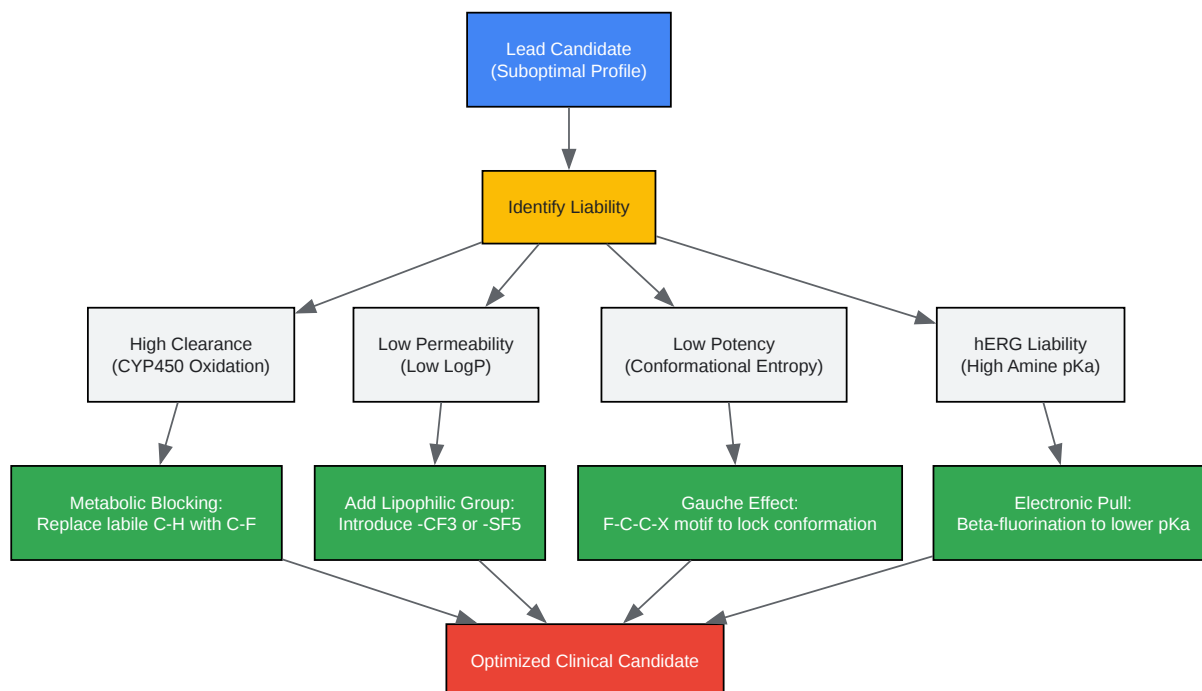 Lead Candidate
(Suboptimal Profile)
Identify Liability
High Clearance
(CYP450 Oxidation)
Low Permeability
(Low LogP)
Low Potency
(Conformational Entropy)
hERG Liability
(High Amine pKa)
Metabolic Blocking:
Replace labile C-H with C-F
Add Lipophilic Group:
Introduce -CF3 or -SF5
Gauche Effect:
F-C-C-X motif to lock conformation
Electronic Pull:
Beta-fluorination to lower pKa
Optimized Clinical Candidate